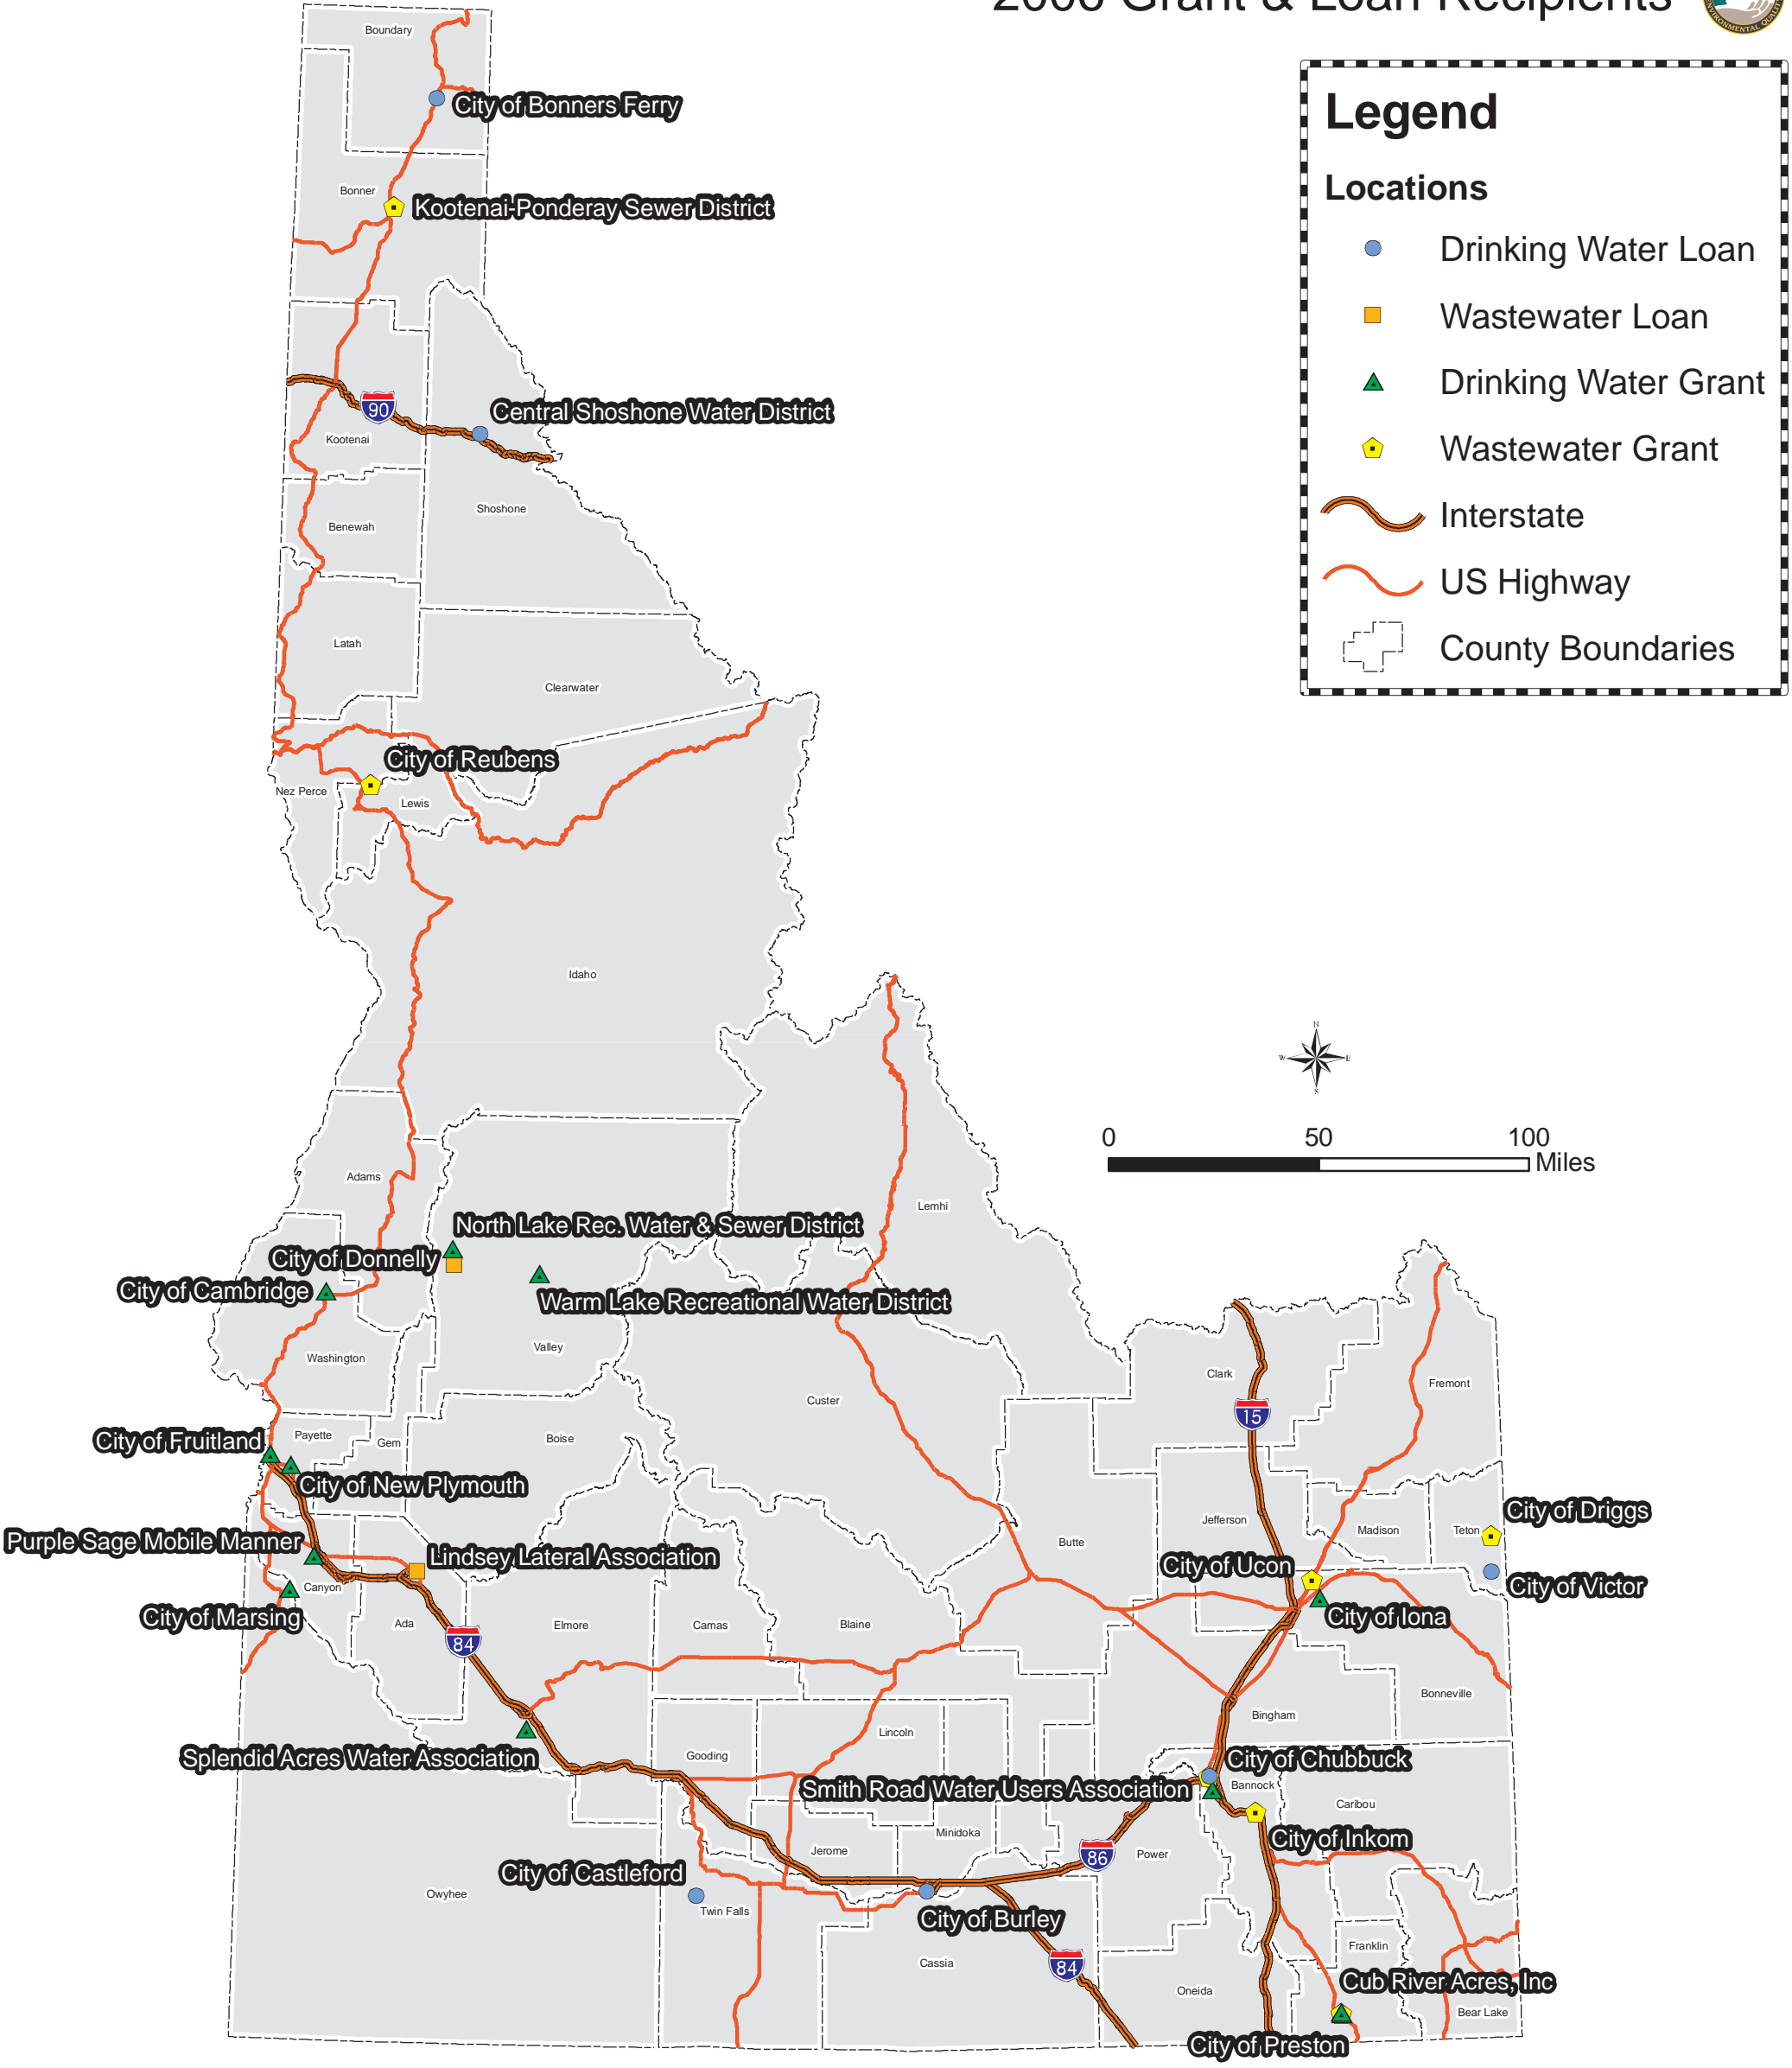 2006 Grant & Loan Recipients
ENVIRONMENTAL QUALITY
Legend
Locations
Drinking Water Loan
Wastewater Loan
Drinking Water Grant
Wastewater Grant
Interstate
US Highway
County Boundaries
Boundary
City of Bonners Ferry
Bonner
Kootenai-Ponderay Sewer District
90
Central Shoshone Water District
Kootenai
Shoshone
Benewah
Latah
Clearwater
City of Reubens
Nez Perce
Lewis
Idaho
N
W
E
S
0
50
100
Miles
Adams
Lemhi
North Lake Rec. Water & Sewer District
City of Donnelly
City of Cambridge
Warm Lake Recreational Water District
Valley
Washington
Clark
Fremont
Custer
15
Payette
City of Fruitland
Gem
Boise
City of New Plymouth
City of Driggs
Jefferson
Madison
Teton
Purple Sage Mobile Manner
Butte
Lindsey Lateral Association
City of Ucon
City of Victor
Canyon
City of Marsing
City of Iona
Ada
Elmore
Camas
Blaine
84
Bonneville
Bingham
Lincoln
Gooding
Splendid Acres Water Association
City of Chubbuck
Smith Road Water Users Association
Bannock
Caribou
Minidoka
City of Inkom
Jerome
86
Power
City of Castleford
Owyhee
Twin Falls
City of Burley
Franklin
Cassia
84
Cub River Acres, Inc
Oneida
Bear Lake
City of Preston